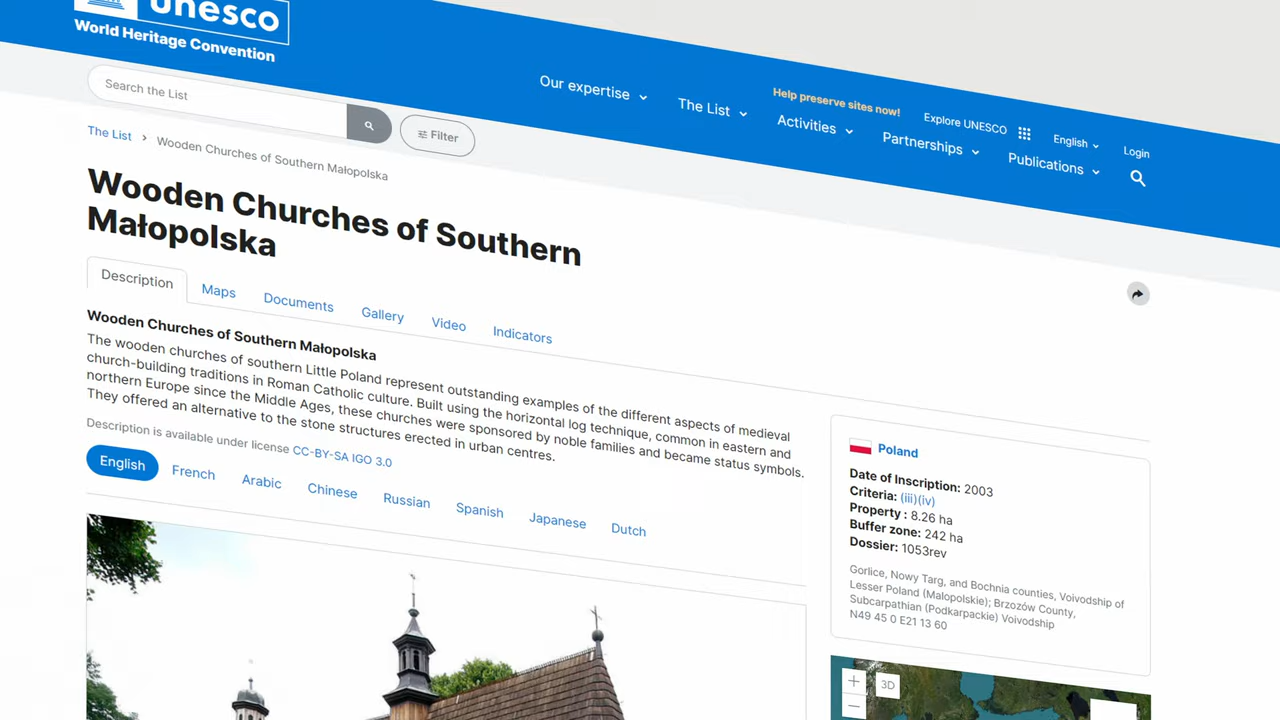 unesco
World Heritage Convention
Help preserve sites now!
Explore UNESCO
English
Login
Our expertise
The List
Activities
Partnerships
Publications
Search the List
Filter
The List > Wooden Churches of Southern Małopolska
Wooden Churches of Southern
Małopolska
Description
Maps
Documents
Gallery
Video
Indicators
Wooden Churches of Southern Małopolska
The wooden churches of southern Little Poland represent outstanding examples of the different aspects of medieval
church-building traditions in Roman Catholic culture. Built using the horizontal log technique, common in eastern and
northern Europe since the Middle Ages, these churches were sponsored by noble families and became status symbols.
They offered an alternative to the stone structures erected in urban centres.
Description is available under license CC-BY-SA IGO 3.0
English
French
Arabic
Chinese
Russian
Spanish
Japanese
Dutch
Poland
Date of Inscription: 2003
Criteria: (iii)(iv)
Property : 8.26 ha
Buffer zone: 242 ha
Dossier: 1053rev
Gorlice, Nowy Targ, and Bochnia counties, Voivodship of
Lesser Poland (Malopolskie); Brzozów County,
Subcarpathian (Podkarpackie) Voivodship
N49 45 0 E21 13 60
+
3D
−